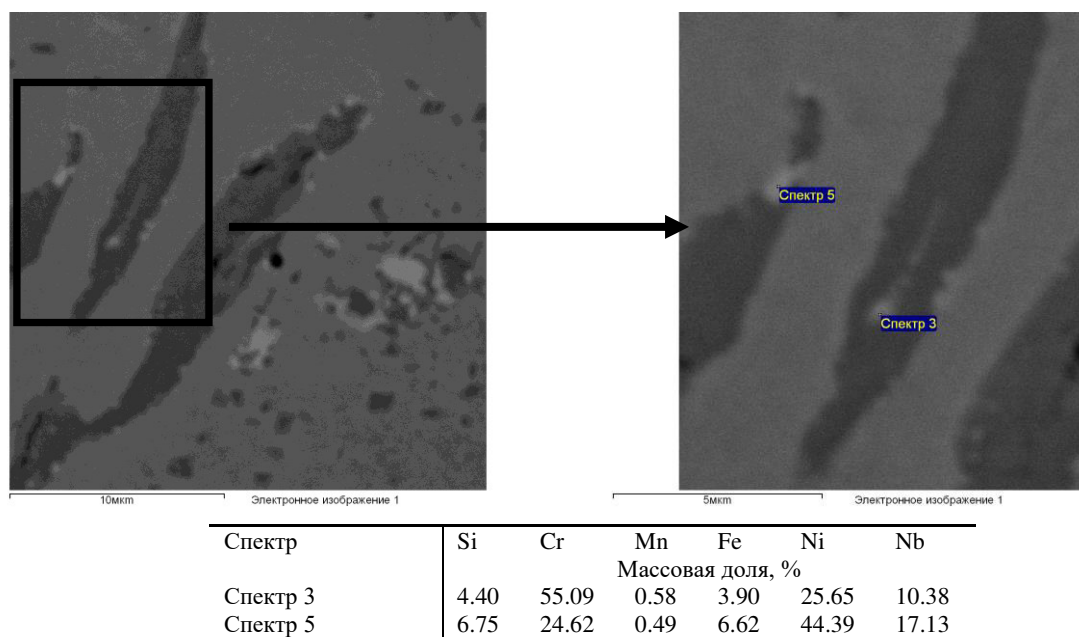 Спектр 5
Спектр 3
10мкm Электронное изображение 1
5мкm Электронное изображение 1
Спектр Si Cr Mn Fe Ni Nb
Массовая доля, %
Спектр 3 4.40 55.09 0.58 3.90 25.65 10.38
Спектр 5 6.75 24.62 0.49 6.62 44.39 17.13